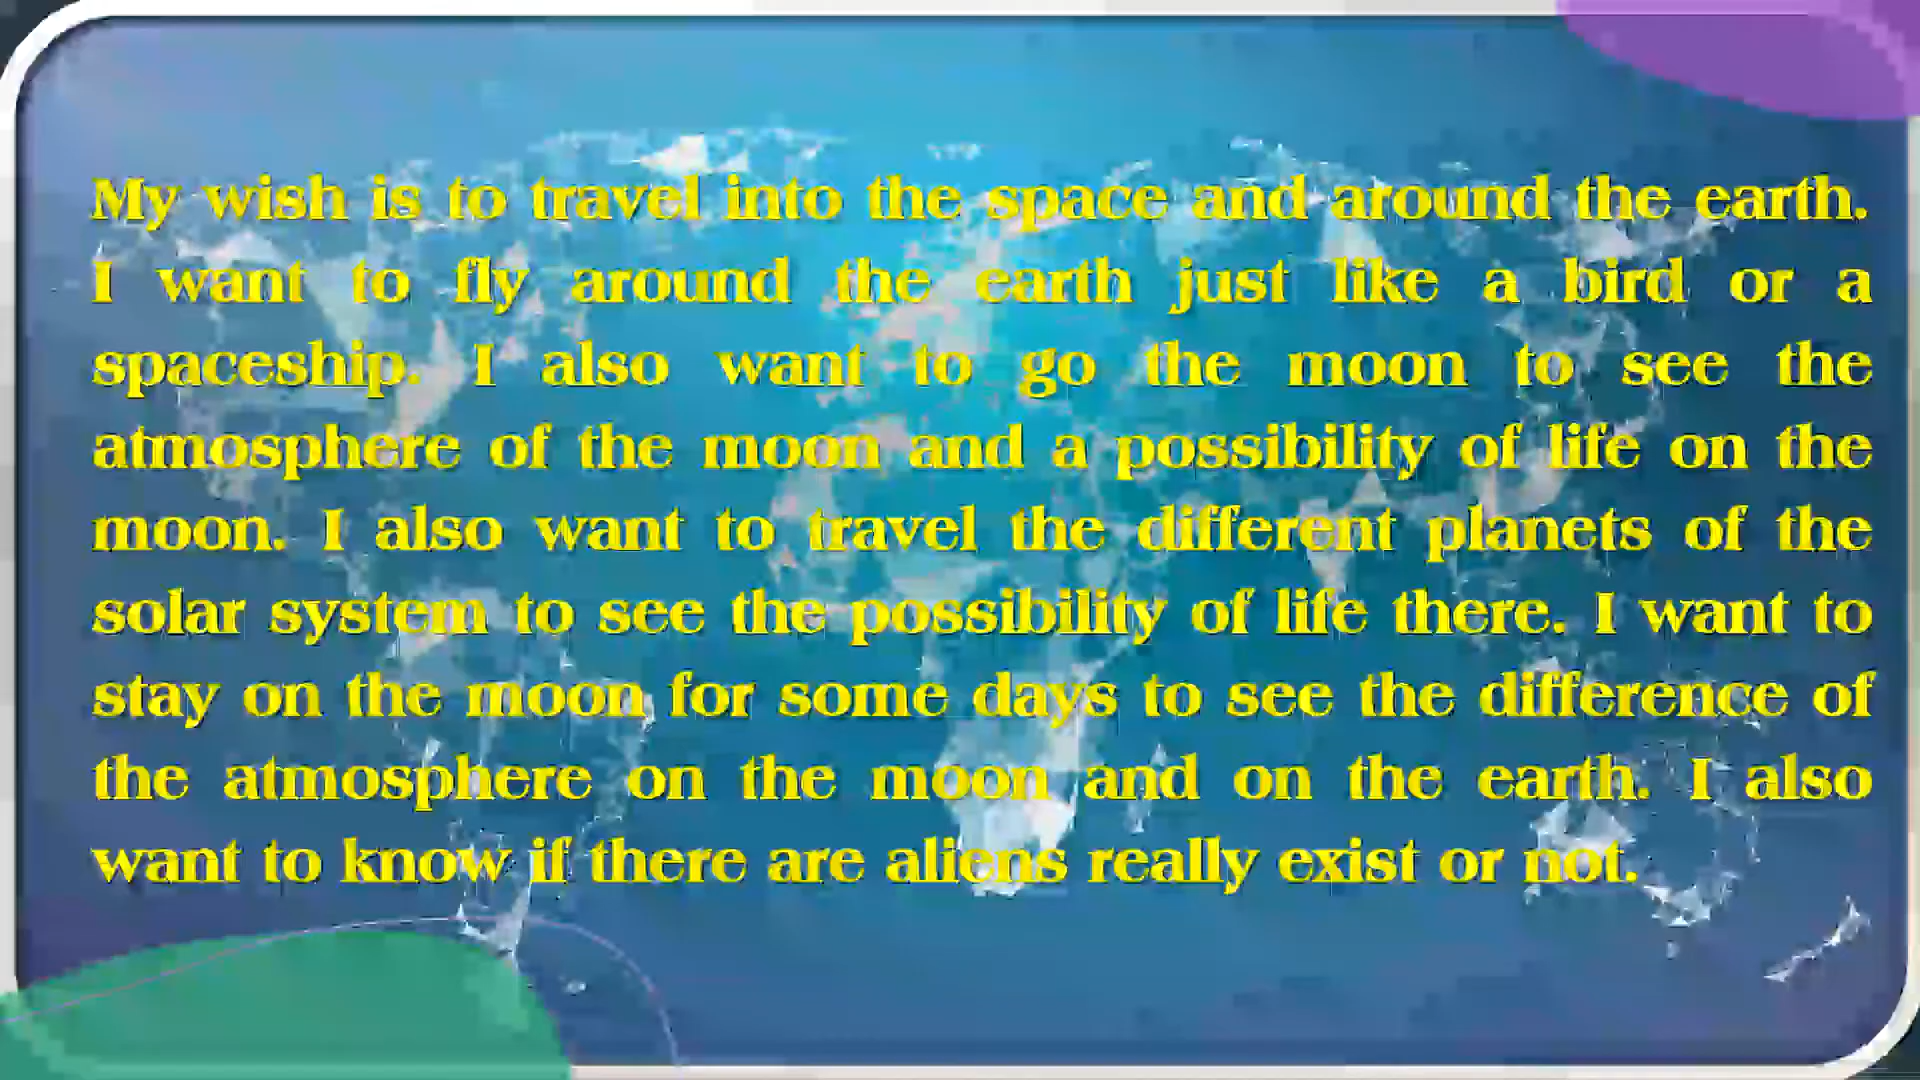 My wish is to travel into the space and around the earth.
I want to fly around the earth just like a bird or a
spaceship. I also want to go the moon to see the
atmosphere of the moon and a possibility of life on the
moon. I also want to travel the different planets of the
solar system to see the possibility of life there. I want to
stay on the moon for some days to see the difference of
the atmosphere on the moon and on the earth. I also
want to know if there are aliens really exist or not.